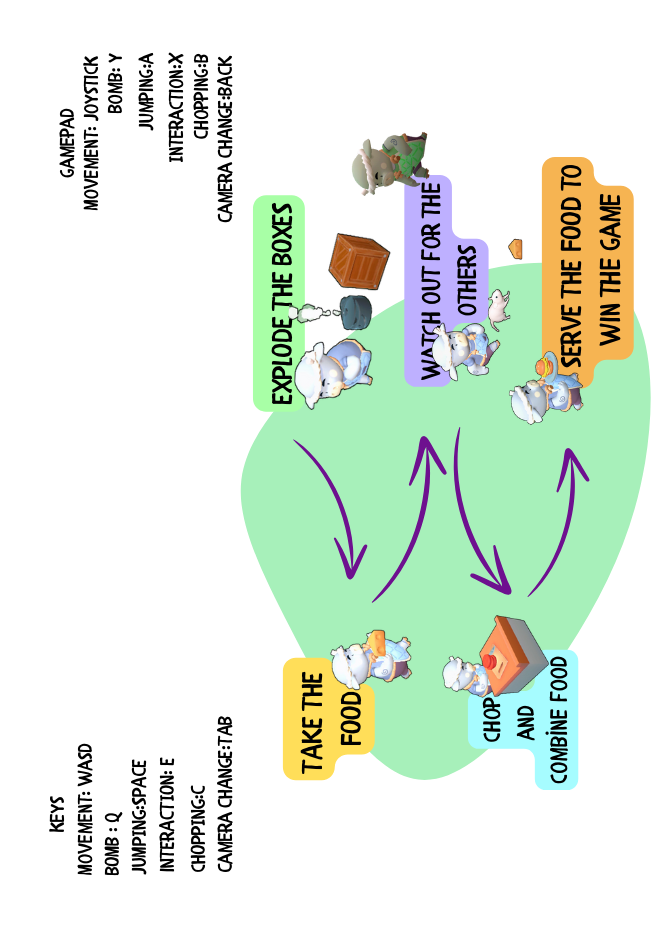 KEYS
MOVEMENT: WASD
BOMB : Q
JUMPING:SPACE
INTERACTION: E
CHOPPING:C
CAMERA CHANGE:TAB
GAMEPAD
MOVEMENT: JOYSTICK
BOMB: Y
JUMPING:A
INTERACTION:X
CHOPPING:B
CAMERA CHANGE:BACK
EXPLODE THE BOXES
TAKE THE
FOOD
WATCH OUT FOR THE
OTHERS
CHOP
AND
COMBINE FOOD
SERVE THE FOOD TO
WIN THE GAME